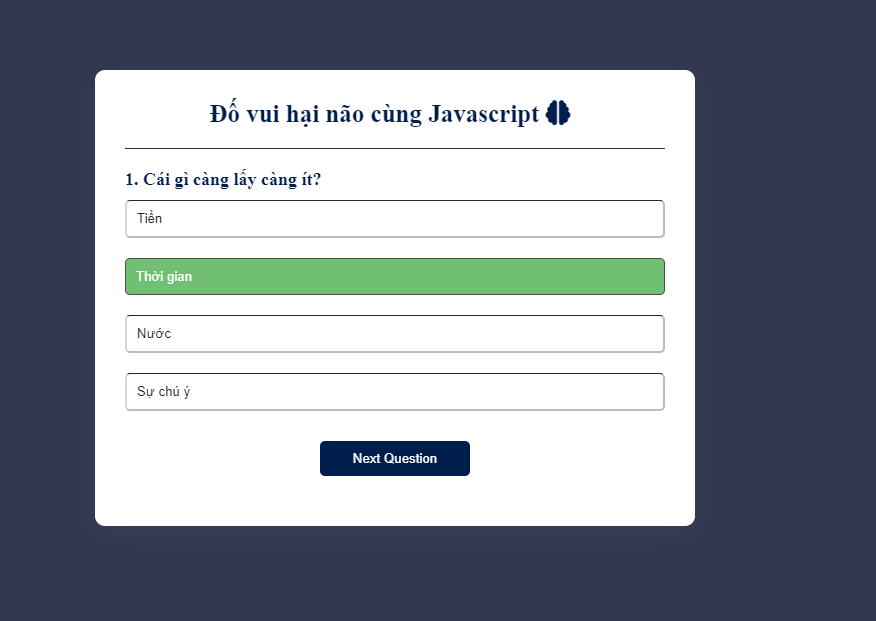 Đố vui hại não cùng Javascript
1. Cái gì càng lấy càng ít?
Tiền
Thời gian
Nước
Sự chú ý
Next Question